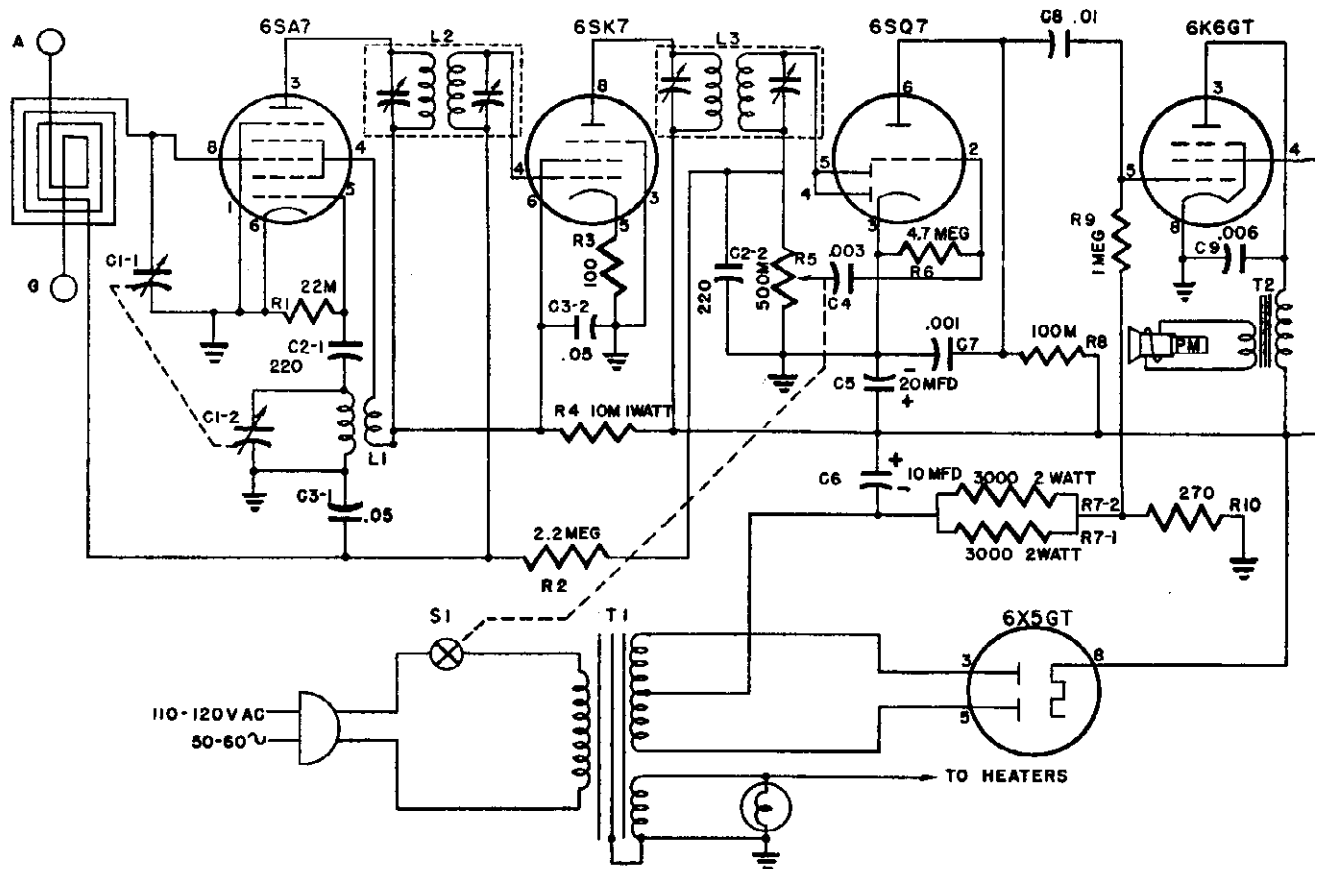 A
G
6SA7
L2
6SK7
L3
6SQ7
C8 .01
6K6GT
3
8
4
1
6
5
8
4
6
5
3
6
5
4
2
3
3
5
4
8
C1-1
R1
22M
C2-1
220
C1-2
L1
C3-1
.05
R3
100
C3-2
.05
R4 10M 1WATT
C2-2
220
R5
500M
.003
C4
4.7 MEG
R6
.001
C7
100M
R8
C5
-
20MFD
+
R9
1 MEG
C9
.006
T2
PM
C6
+
10 MFD
-
3000 2 WATT
R7-2
R7-1
3000 2WATT
270
R10
2.2 MEG
R2
S1
T1
6X5GT
3
5
8
110-120V AC
50-60~
TO HEATERS